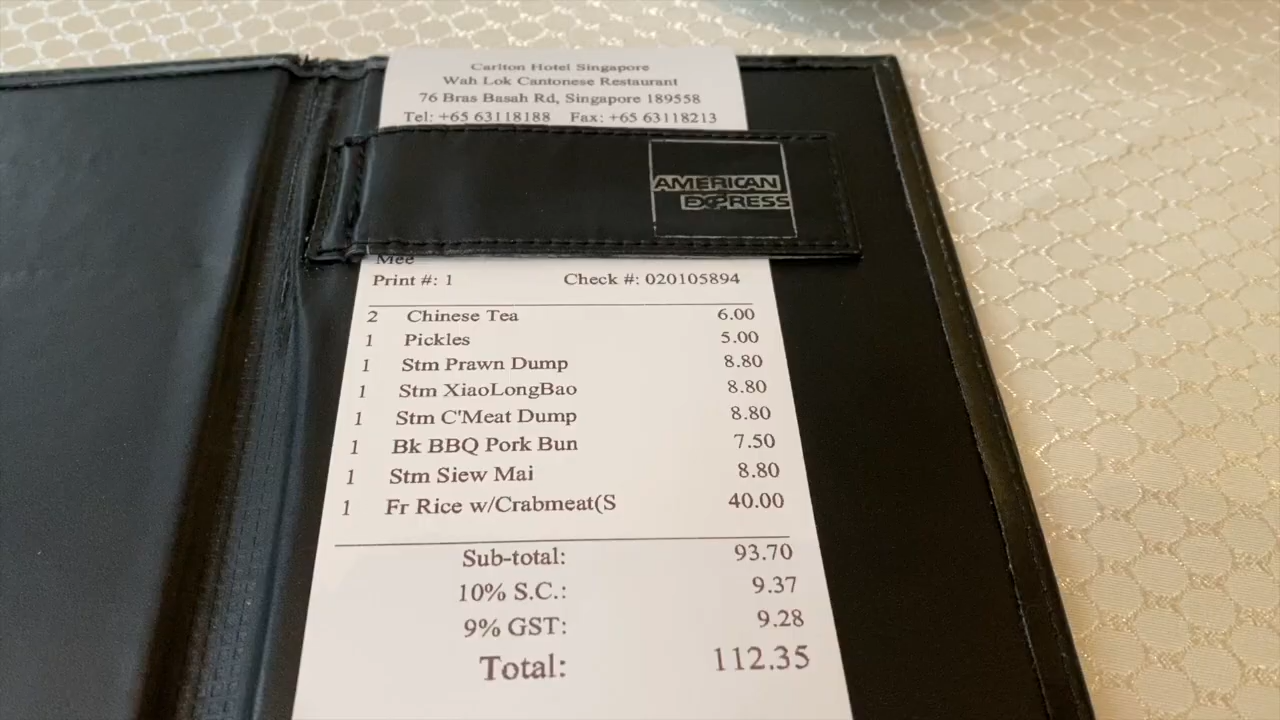 Carlton Hotel Singapore
Wah Lok Cantonese Restaurant
76 Bras Basah Rd, Singapore 189558
Tel: +65 63118188 Fax: +65 63118213
AMERICAN
EXPRESS
Mee
Print #: 1 Check #: 020105894
2 Chinese Tea 6.00
1 Pickles 5.00
1 Stm Prawn Dump 8.80
1 Stm XiaoLongBao 8.80
1 Stm C'Meat Dump 8.80
1 Bk BBQ Pork Bun 7.50
1 Stm Siew Mai 8.80
1 Fr Rice w/Crabmeat(S 40.00
Sub-total: 93.70
10% S.C.: 9.37
9% GST: 9.28
Total: 112.35